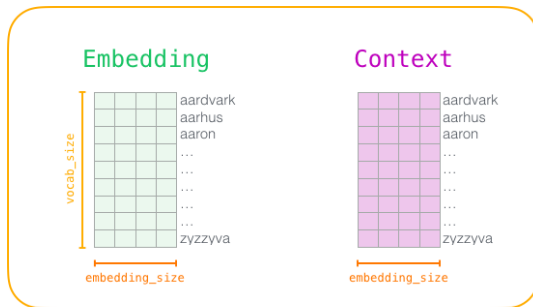 Embedding
Context
vocab_size
aardvark
aarhus
aaron
...
...
...
...
...
zyzzyva
embedding_size
aardvark
aarhus
aaron
...
...
...
...
...
zyzzyva
embedding_size